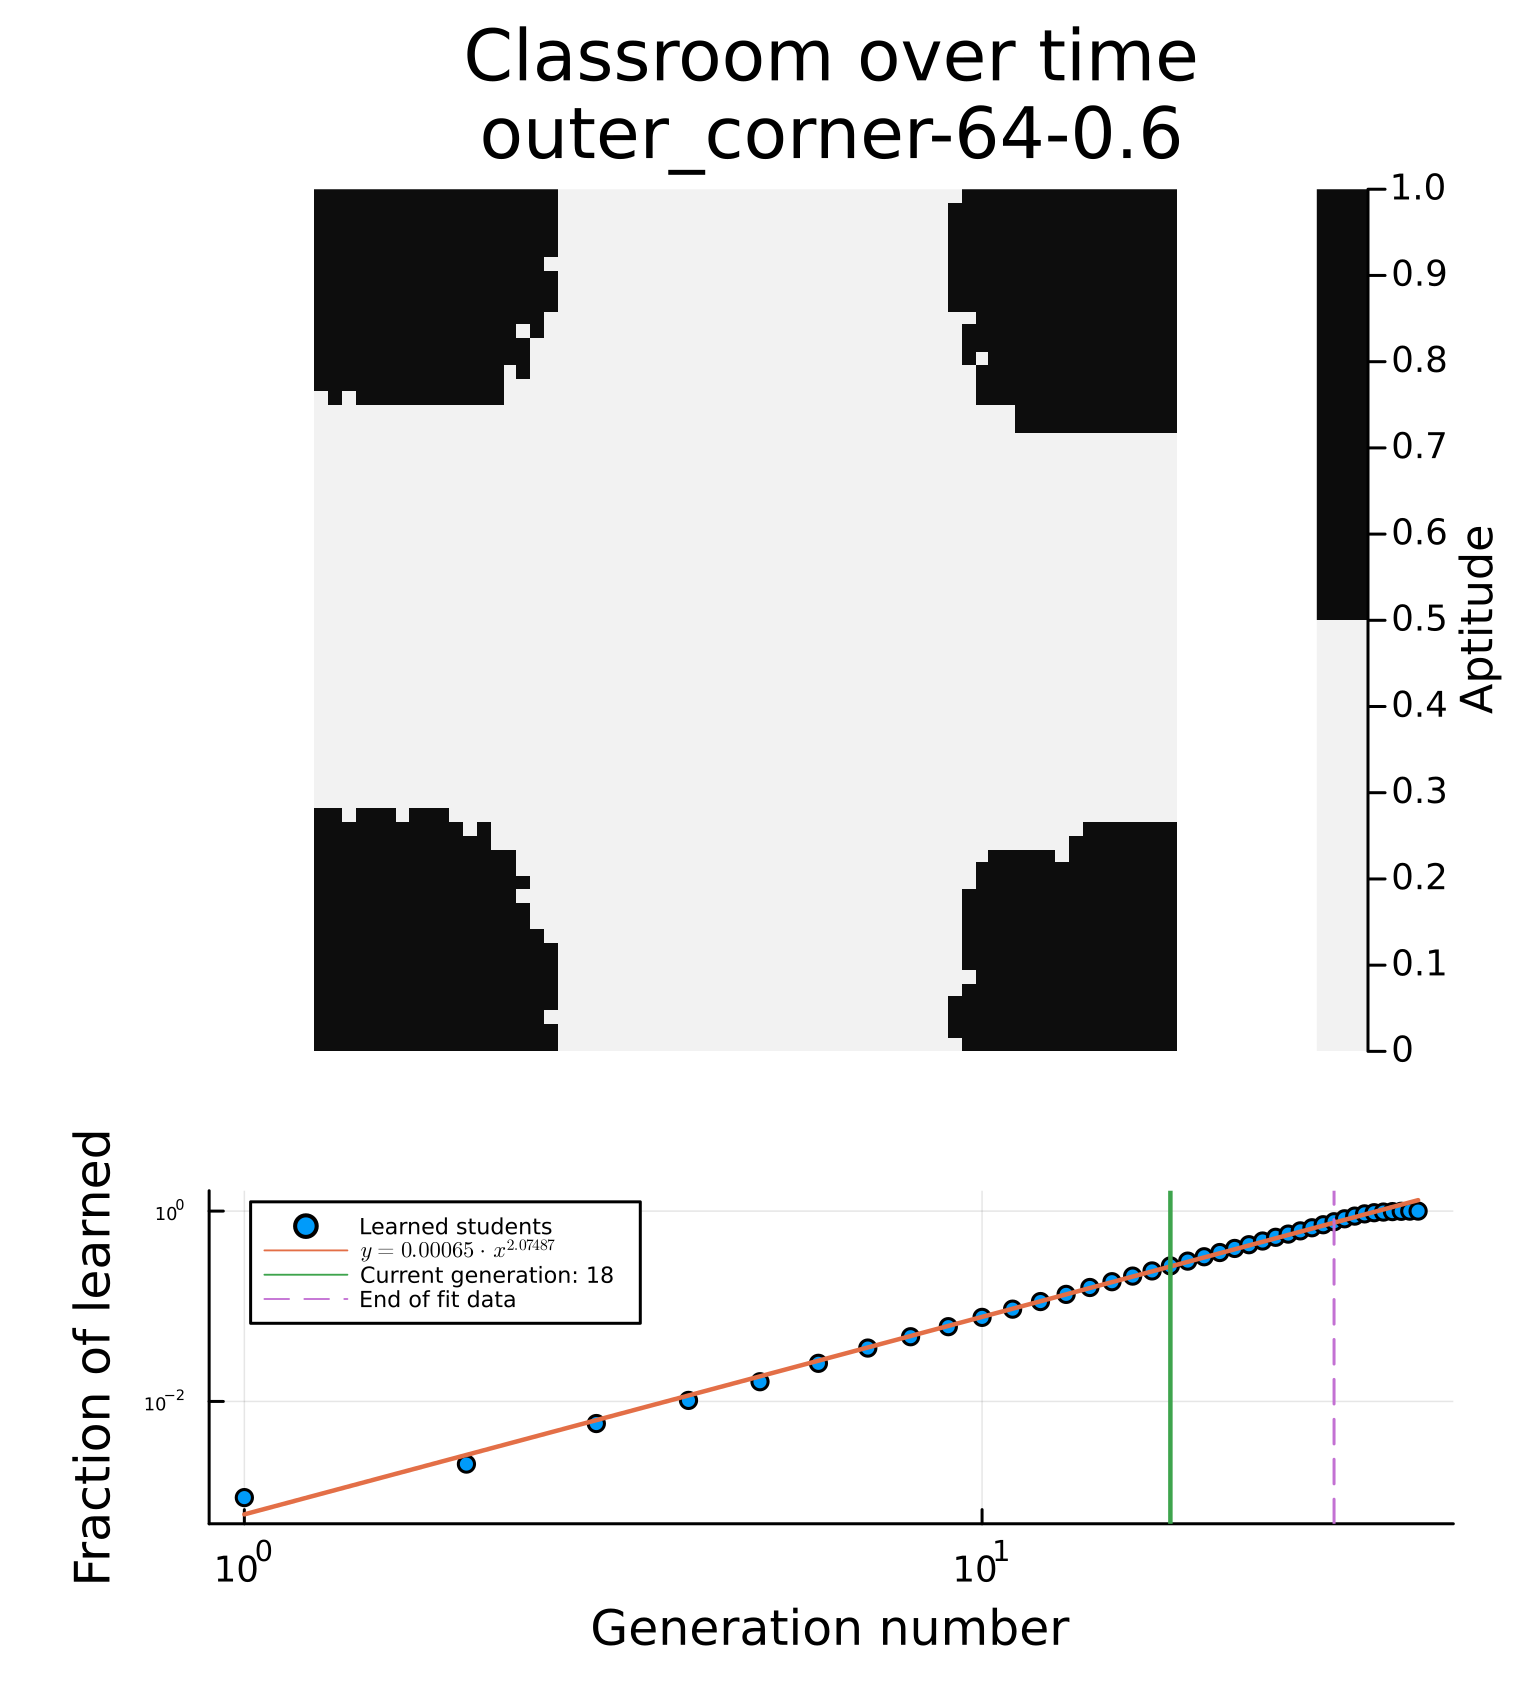 Classroom over time
outer_corner-64-0.6
1.0
0.9
0.8
0.7
0.6
0.5
0.4
0.3
0.2
0.1
0
Aptitude
Fraction of learned
10⁰
10⁻²
Learned students
y = 0.00065 · x^2.07487
Current generation: 18
End of fit data
10⁰
10¹
Generation number